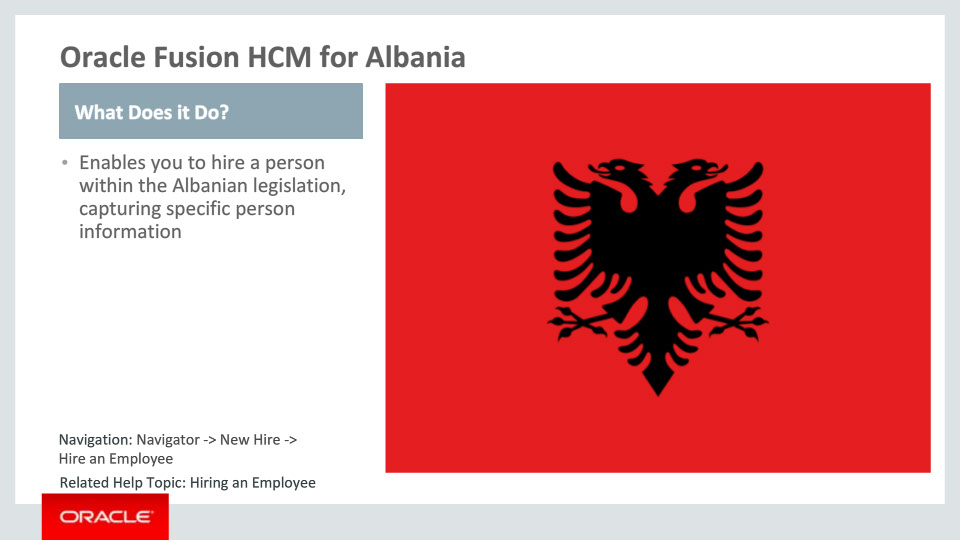 Oracle Fusion HCM for Albania
What Does it Do?
• Enables you to hire a person
within the Albanian legislation,
capturing specific person
information
Navigation: Navigator -> New Hire ->
Hire an Employee
Related Help Topic: Hiring an Employee
ORACLE